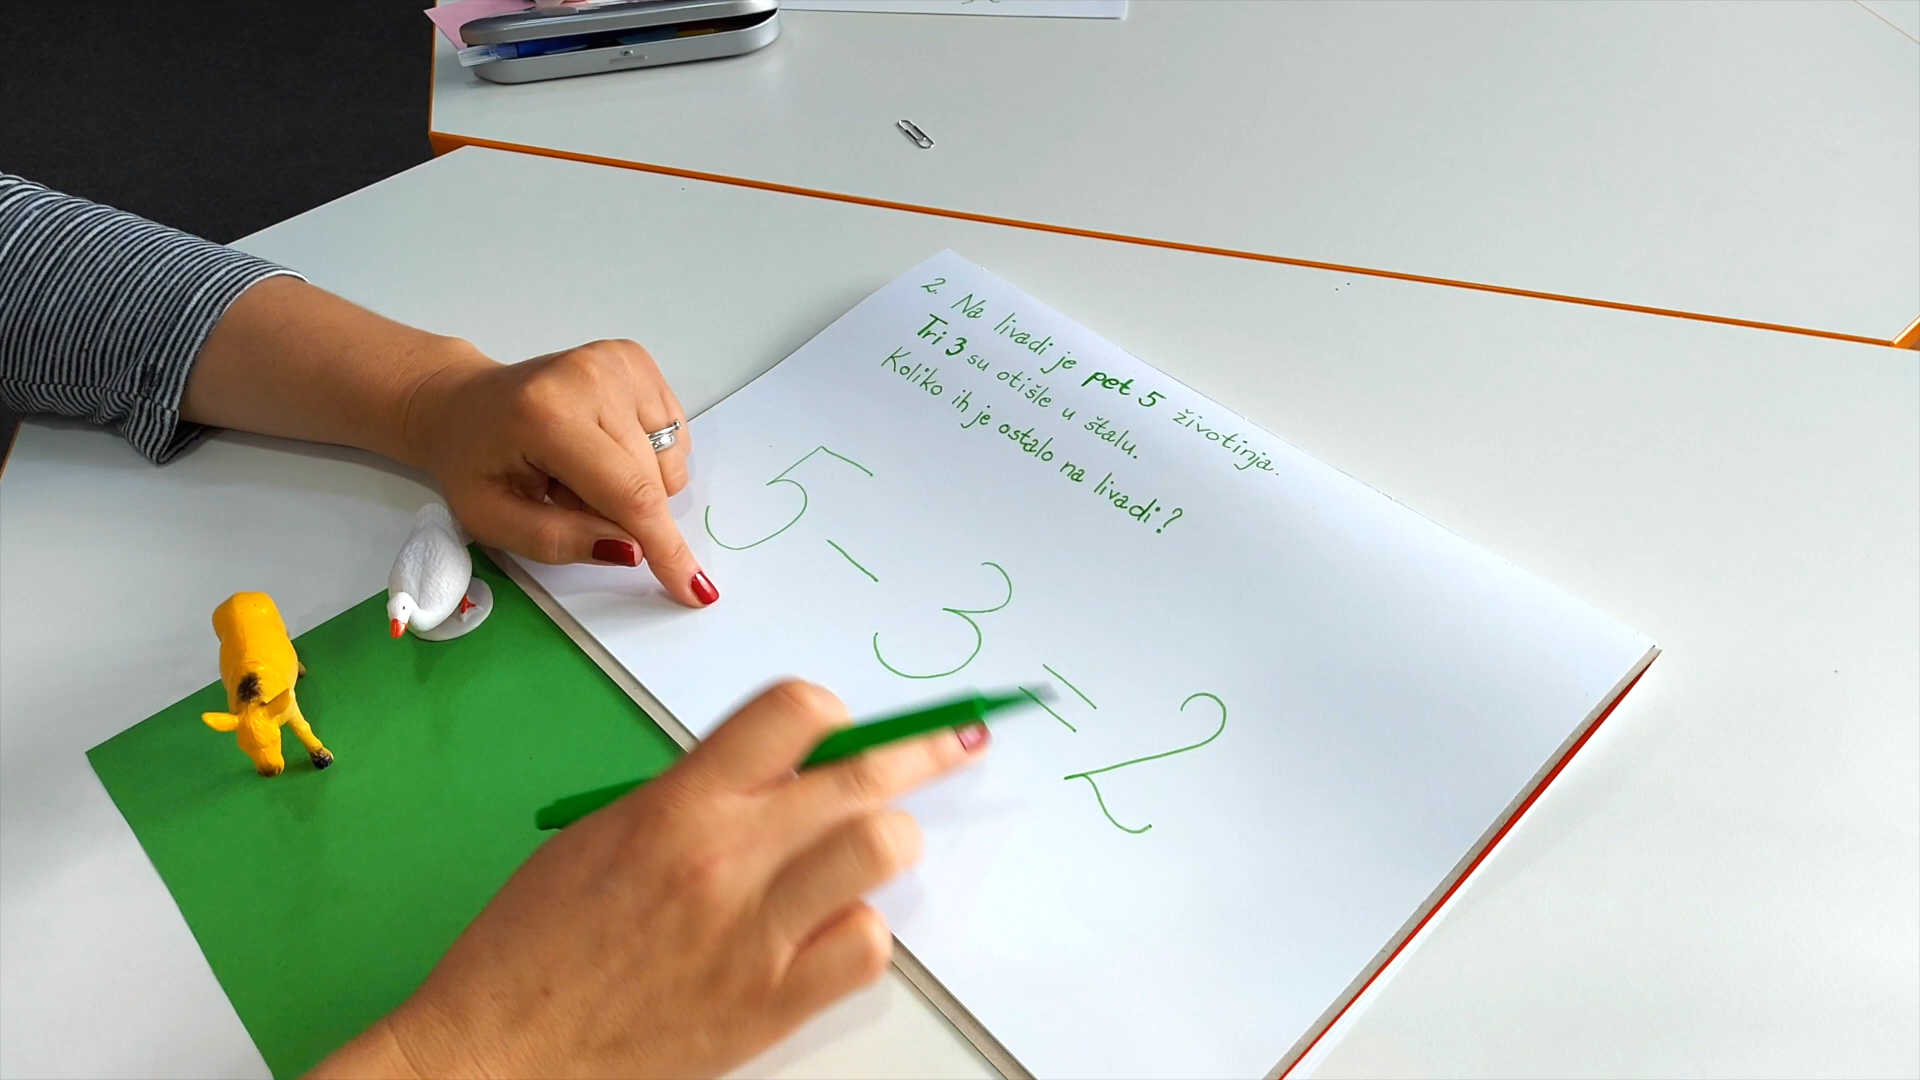 2. Na livadi je pet 5 životinja.
Tri 3 su otišle u štalu.
Koliko ih je ostalo na livadi?
5 - 3 = 2